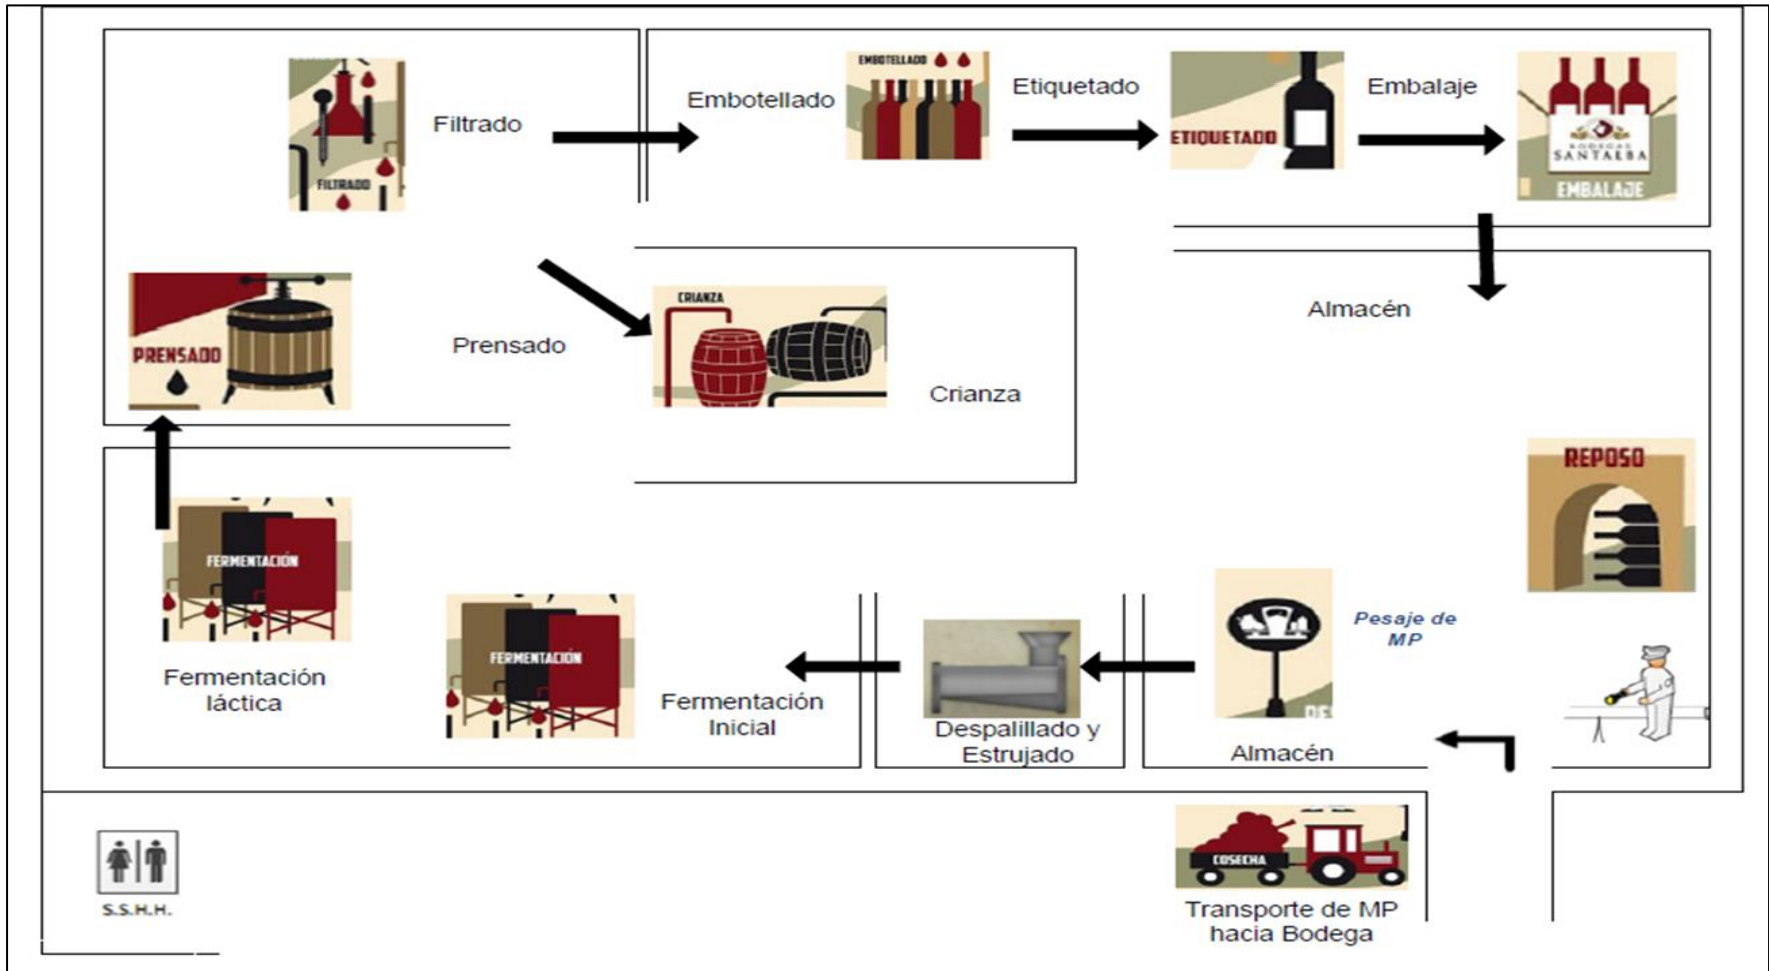 EMBOTELLADO
Embotellado
Etiquetado
Embalaje
Filtrado
ETIQUETADO
BODEGAS
SANTALBA
EMBALAJE
FILTRADO
CRIANZA
Almacén
PRENSADO
Prensado
Crianza
REPOSO
FERMENTACIÓN
Pesaje de
MP
FERMENTACIÓN
Fermentación
láctica
Fermentación
Inicial
Despalillado y
Estrujado
Almacén
COSECHA
S.S.H.H.
Transporte de MP
hacia Bodega